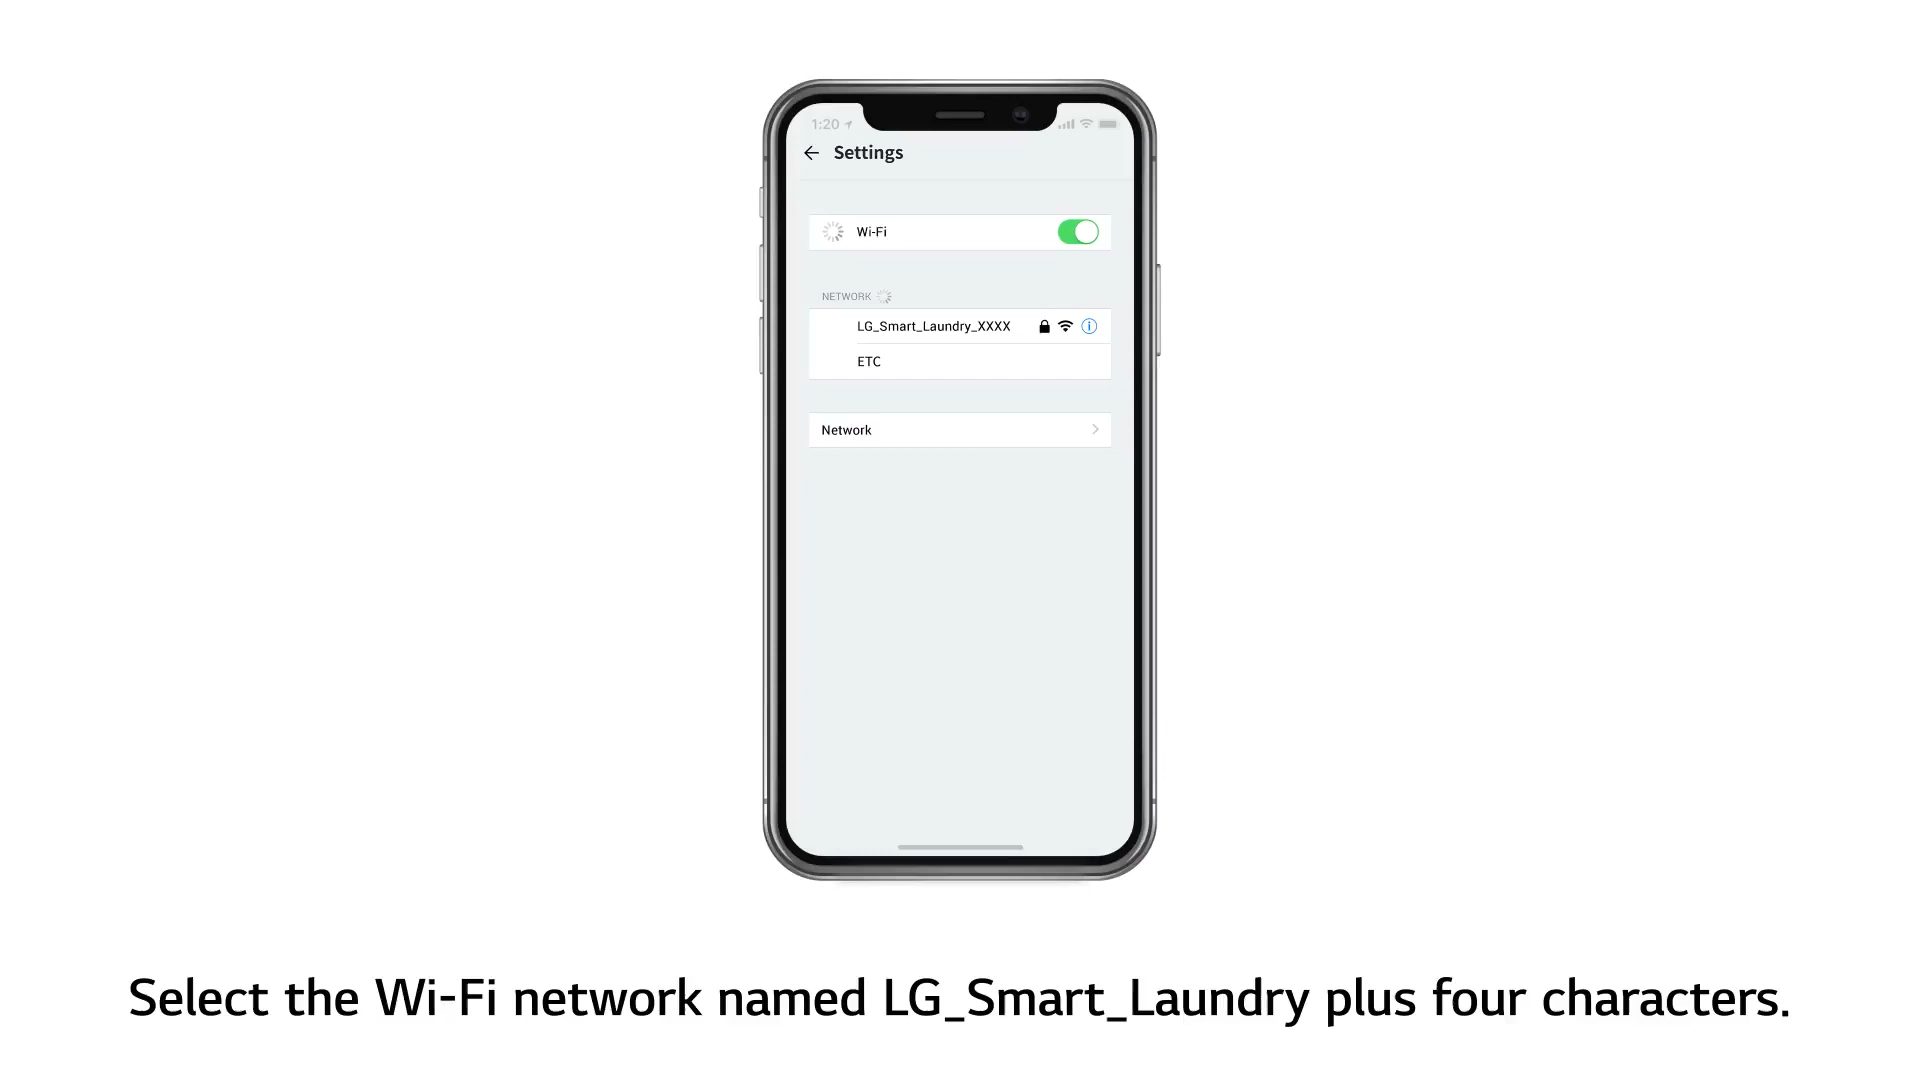 1:20
Settings
Wi-Fi
NETWORK
LG_Smart_Laundry_XXXX
ETC
Network
Select the Wi-Fi network named LG_Smart_Laundry plus four characters.